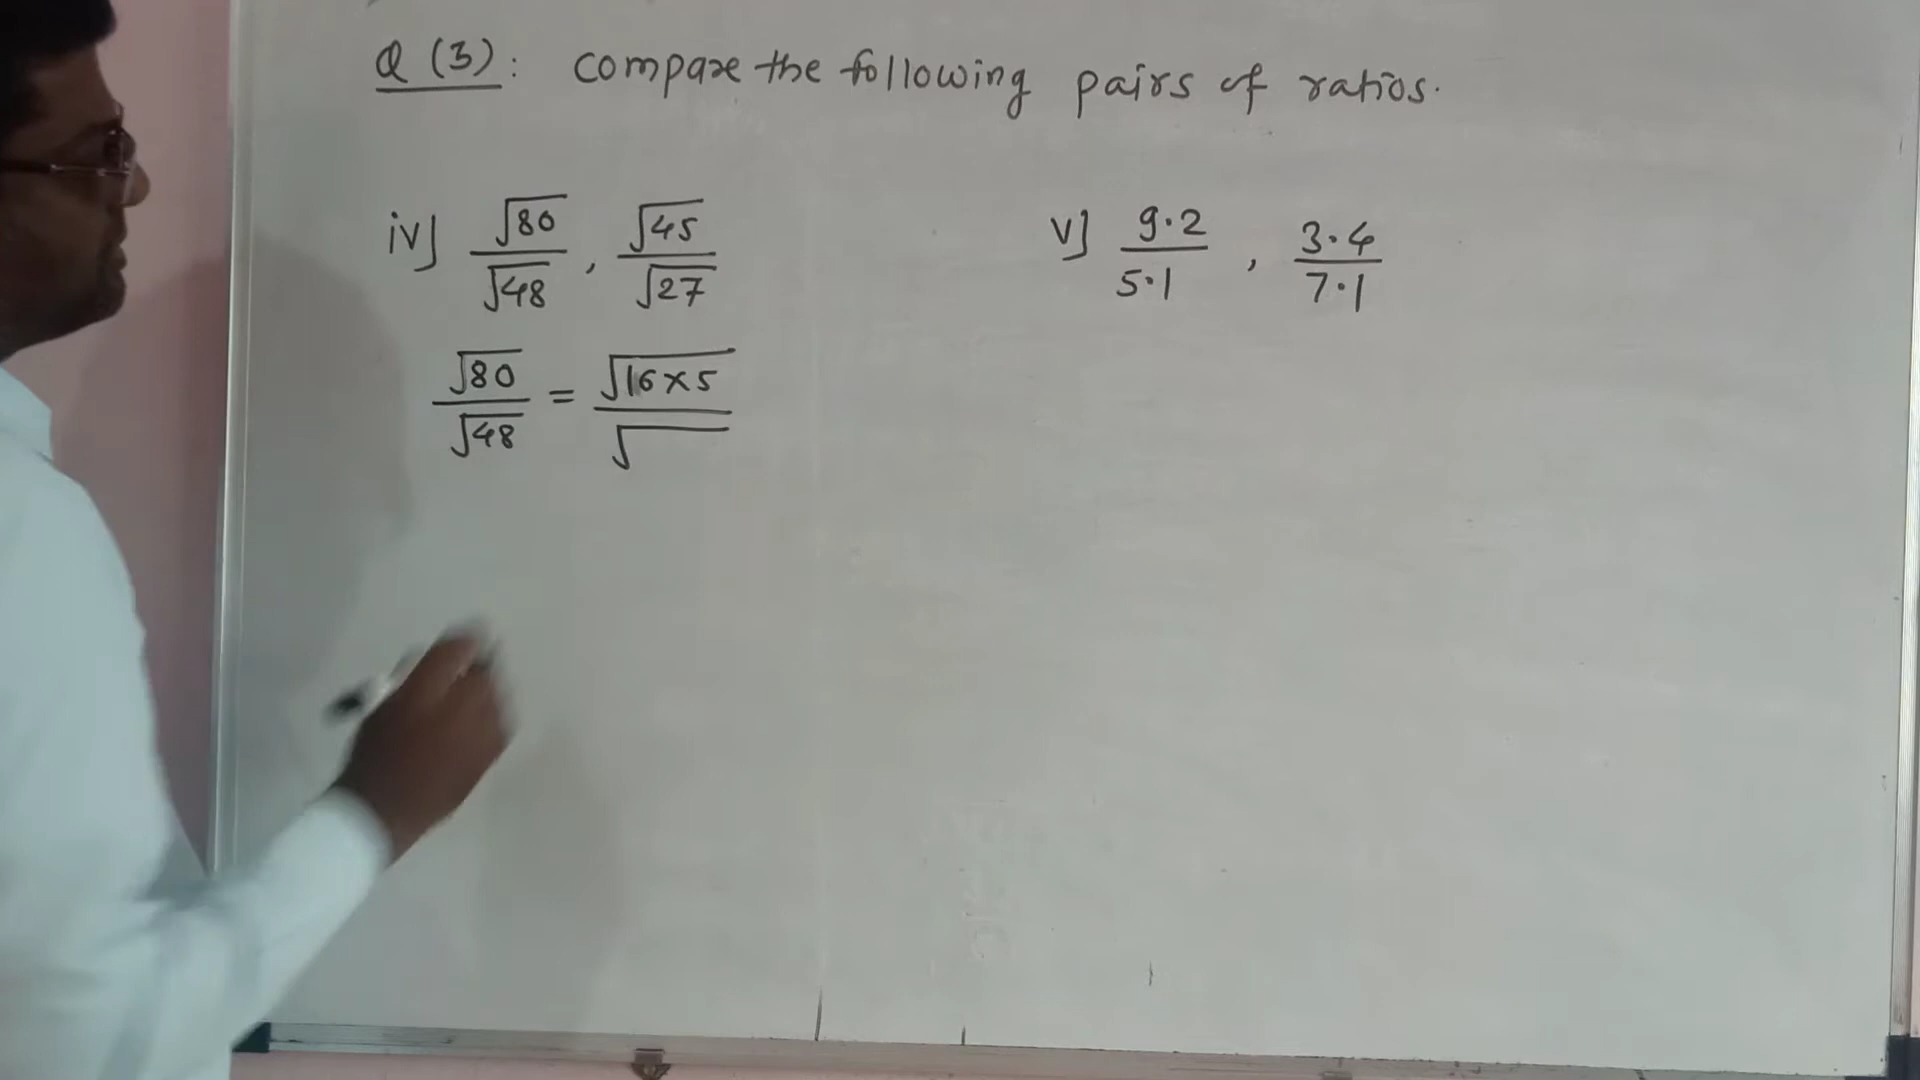 Q (3): compare the following pairs of ratios.
iv] √80/√48 , √45/√27
v] 9.2/5.1 , 3.4/7.1
√80/√48 = √16×5/√